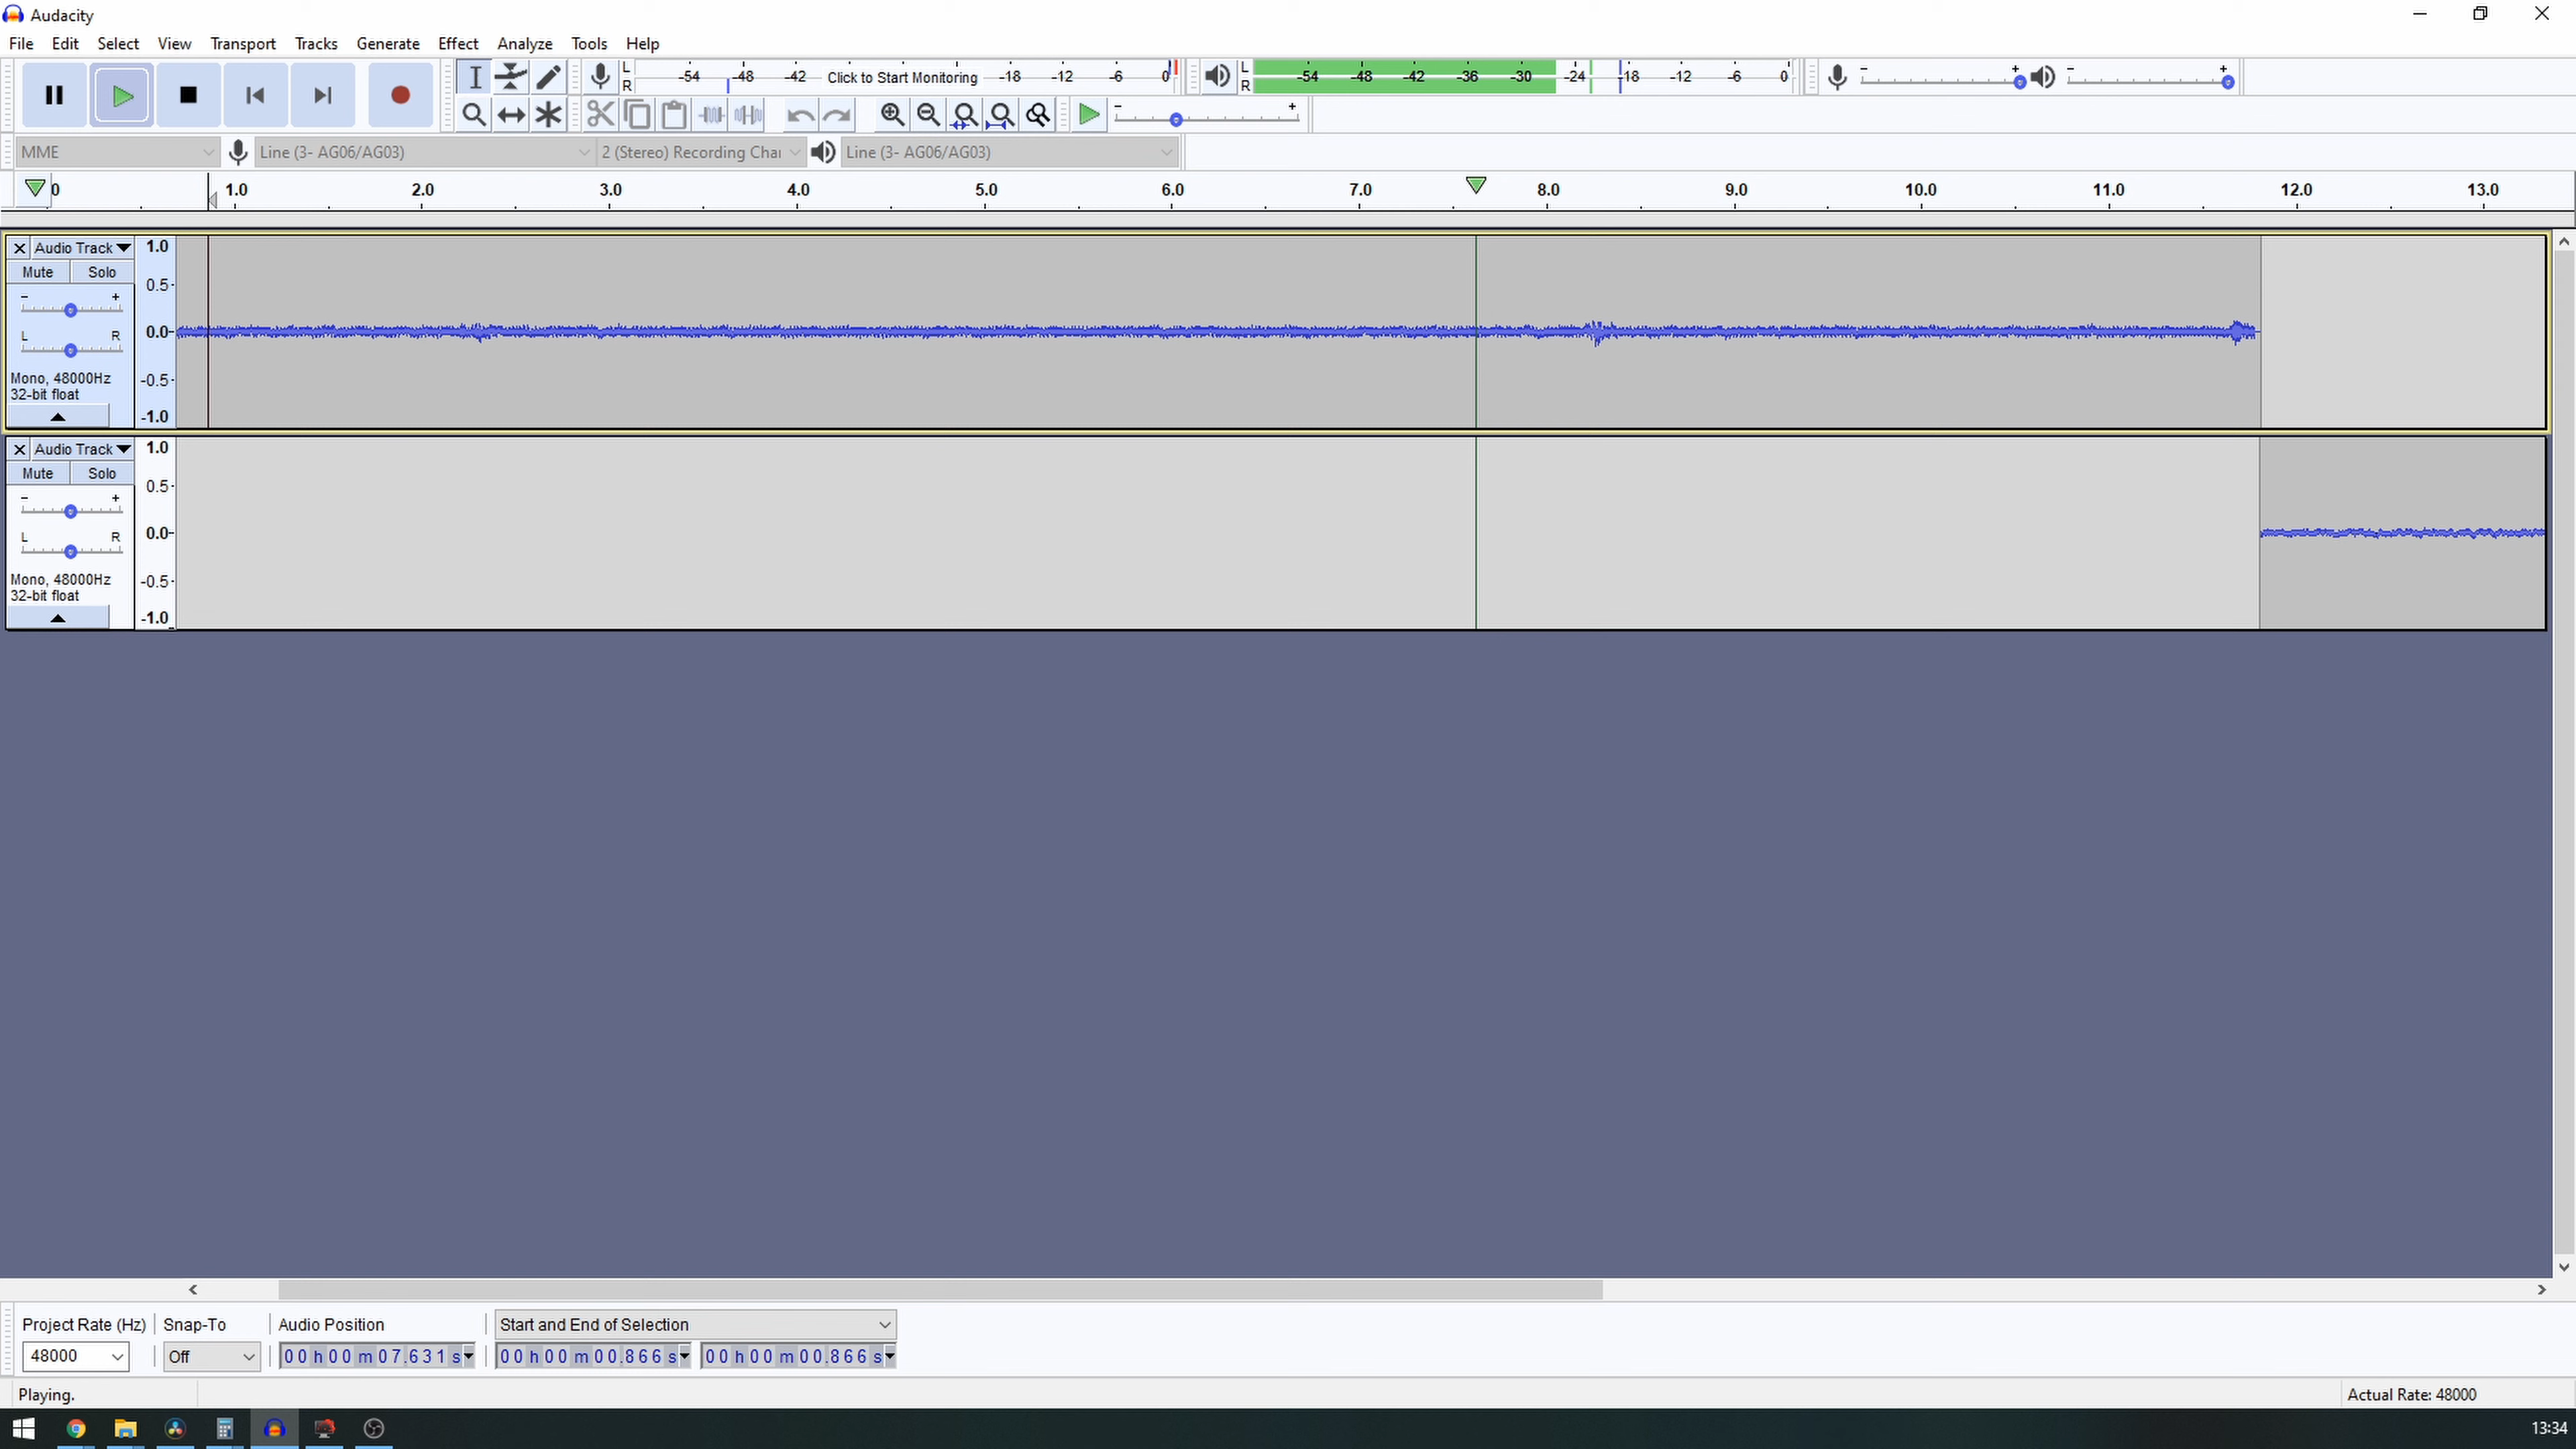 Audacity
File Edit Select View Transport Tracks Generate Effect Analyze Tools Help
L R -54 -48 -42 Click to Start Monitoring -18 -12 -6 0 L R -54 -48 -42 -36 -30 -24 -18 -12 -6 0 - + - +
- +
MME Line (3- AG06/AG03) 2 (Stereo) Recording Chai Line (3- AG06/AG03)
0 1.0 2.0 3.0 4.0 5.0 6.0 7.0 8.0 9.0 10.0 11.0 12.0 13.0
Audio Track 1.0
Mute Solo
0.5
- +
0.0
L R
Mono, 48000Hz -0.5
32-bit float
-1.0
Audio Track 1.0
Mute Solo
0.5
- +
0.0
L R
Mono, 48000Hz -0.5
32-bit float
-1.0
Project Rate (Hz) Snap-To Audio Position Start and End of Selection
48000 Off 00 h 00 m 07.631 s 00 h 00 m 00.866 s 00 h 00 m 00.866 s
Playing. Actual Rate: 48000
13:34